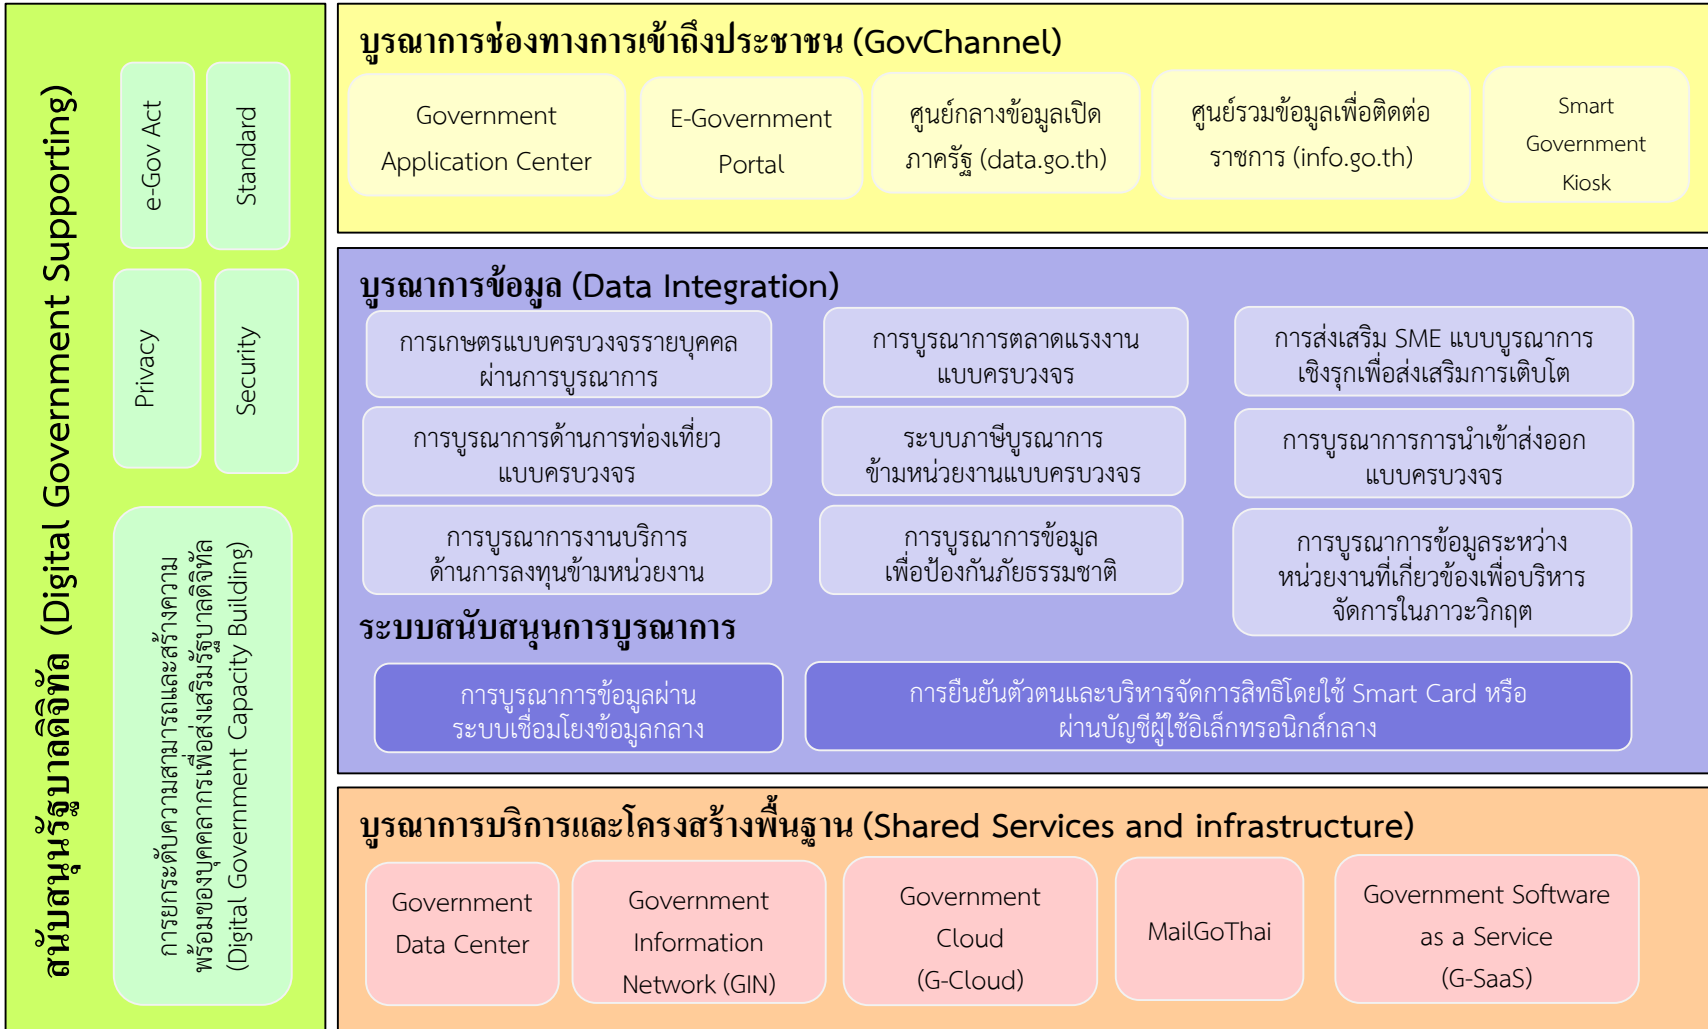 สนับสนุนรัฐบาลดิจิทัล (Digital Government Supporting)
e-Gov Act
Standard
Privacy
Security
การยกระดับความสามารถและสร้างความ
พร้อมของบุคคลากรเพื่อส่งเสริมรัฐบาลดิจิทัล
(Digital Government Capacity Building)
บูรณาการช่องทางการเข้าถึงประชาชน (GovChannel)
Government
Application Center
E-Government
Portal
ศูนย์กลางข้อมูลเปิด
ภาครัฐ (data.go.th)
ศูนย์รวมข้อมูลเพื่อติดต่อ
ราชการ (info.go.th)
Smart
Government
Kiosk
บูรณาการข้อมูล (Data Integration)
การเกษตรแบบครบวงจรรายบุคคล
ผ่านการบูรณาการ
การบูรณาการตลาดแรงงาน
แบบครบวงจร
การส่งเสริม SME แบบบูรณาการ
เชิงรุกเพื่อส่งเสริมการเติบโต
การบูรณาการด้านการท่องเที่ยว
แบบครบวงจร
ระบบภาษีบูรณาการ
ข้ามหน่วยงานแบบครบวงจร
การบูรณาการการนำเข้าส่งออก
แบบครบวงจร
การบูรณาการงานบริการ
ด้านการลงทุนข้ามหน่วยงาน
การบูรณาการข้อมูล
เพื่อป้องกันภัยธรรมชาติ
การบูรณาการข้อมูลระหว่าง
หน่วยงานที่เกี่ยวข้องเพื่อบริหาร
จัดการในภาวะวิกฤต
ระบบสนับสนุนการบูรณาการ
การบูรณาการข้อมูลผ่าน
ระบบเชื่อมโยงข้อมูลกลาง
การยืนยันตัวตนและบริหารจัดการสิทธิโดยใช้ Smart Card หรือ
ผ่านบัญชีผู้ใช้อิเล็กทรอนิกส์กลาง
บูรณาการบริการและโครงสร้างพื้นฐาน (Shared Services and infrastructure)
Government
Data Center
Government
Information
Network (GIN)
Government
Cloud
(G-Cloud)
MailGoThai
Government Software
as a Service
(G-SaaS)